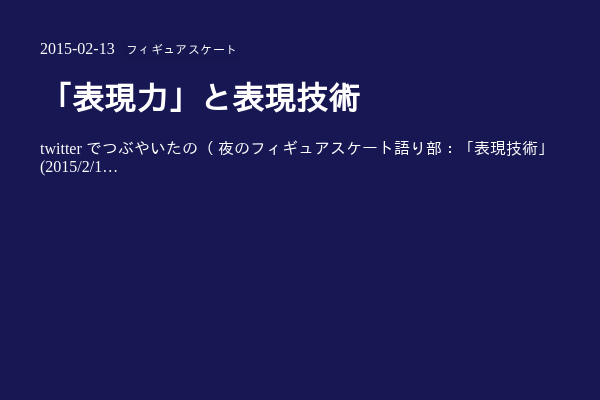 2015-02-13 フィギュアスケート
「表現力」と表現技術
twitter でつぶやいたの（ 夜のフィギュアスケート語り部：「表現技術」
(2015/2/1…